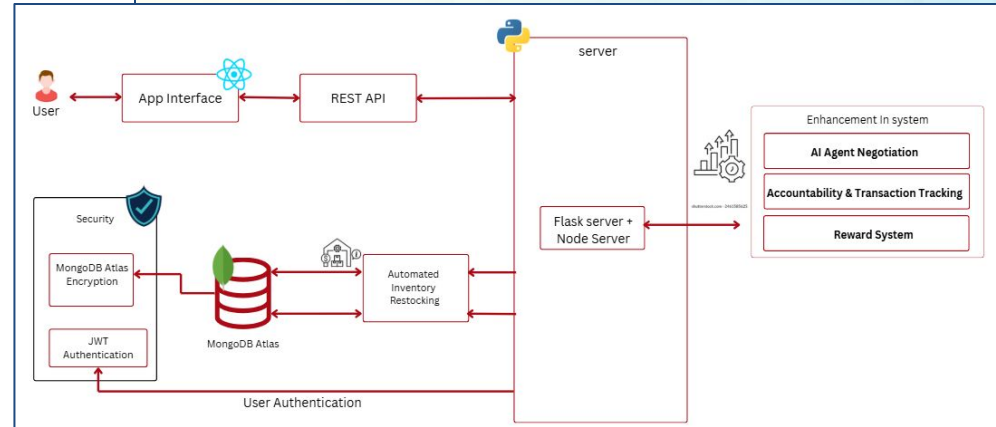 server
User
App Interface
REST API
Enhancement In system
AI Agent Negotiation
Accountability & Transaction Tracking
Reward System
Flask server +
Node Server
Security
MongoDB Atlas
Encryption
JWT
Authentication
MongoDB Atlas
Automated
Inventory
Restocking
User Authentication